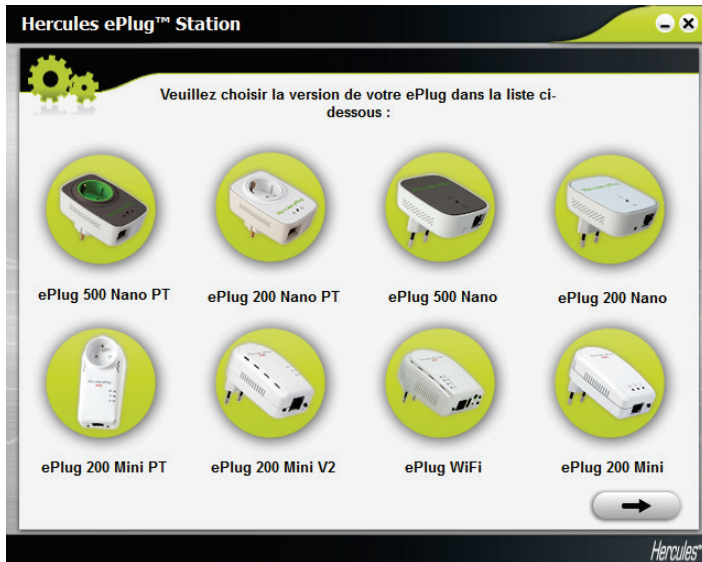 Hercules ePlug™ Station
Veuillez choisir la version de votre ePlug dans la liste ci-
dessous :
ePlug 500 Nano PT
ePlug 200 Nano PT
ePlug 500 Nano
ePlug 200 Nano
ePlug 200 Mini PT
ePlug 200 Mini V2
ePlug WiFi
ePlug 200 Mini
Hercules™